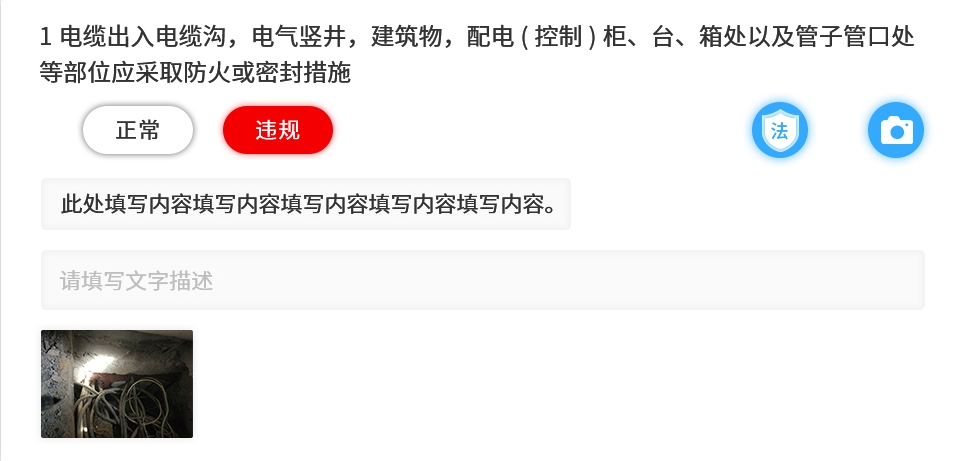 1 电缆出入电缆沟，电气竖井，建筑物，配电 ( 控制 ) 柜、台、箱处以及管子管口处
等部位应采取防火或密封措施
正常
违规
法
此处填写内容填写内容填写内容填写内容填写内容。
请填写文字描述